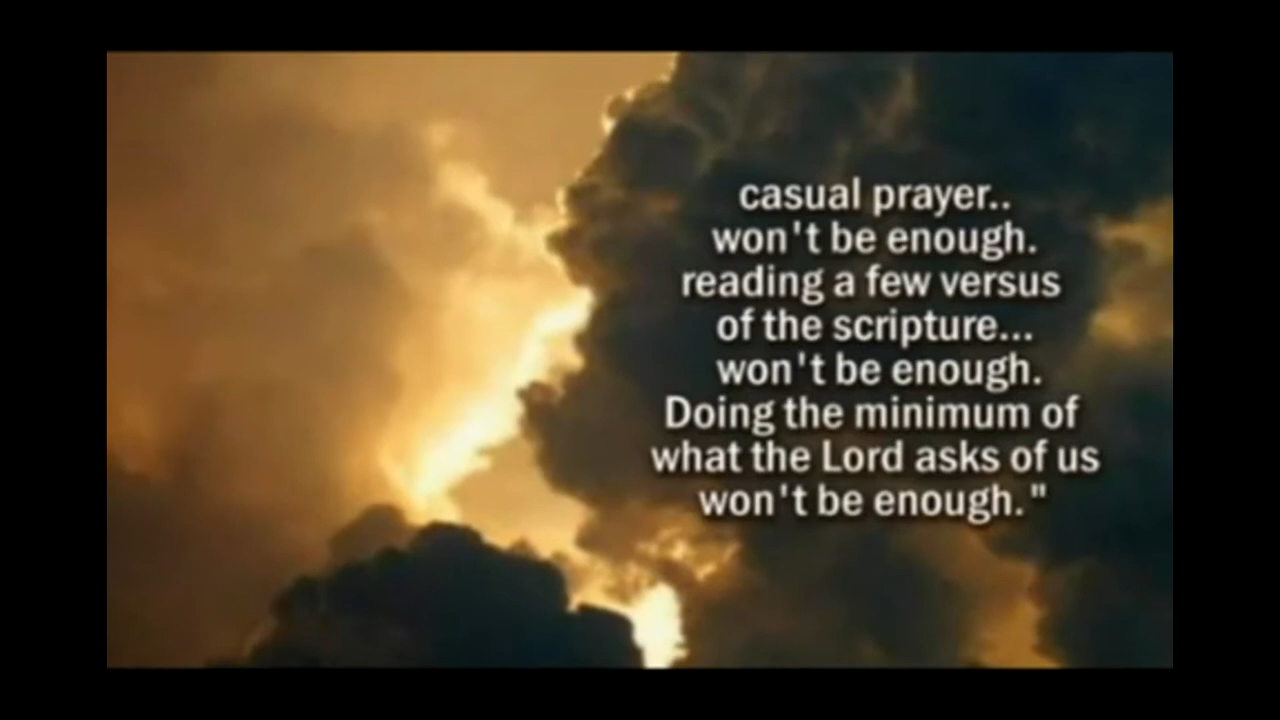 casual prayer..
won't be enough.
reading a few versus
of the scripture...
won't be enough.
Doing the minimum of
what the Lord asks of us
won't be enough."